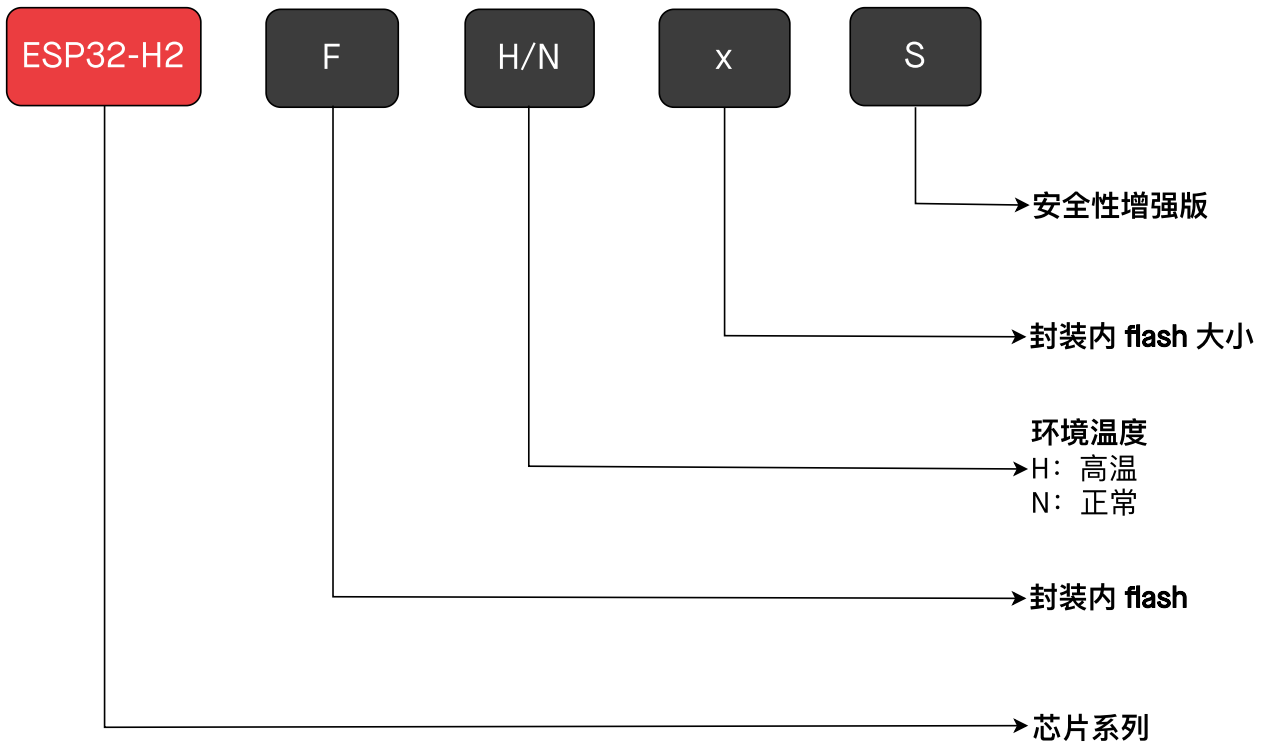 ESP32-H2
F
H/N
x
S
安全性增强版
封装内 flash 大小
环境温度
H：高温
N：正常
封装内 flash
芯片系列